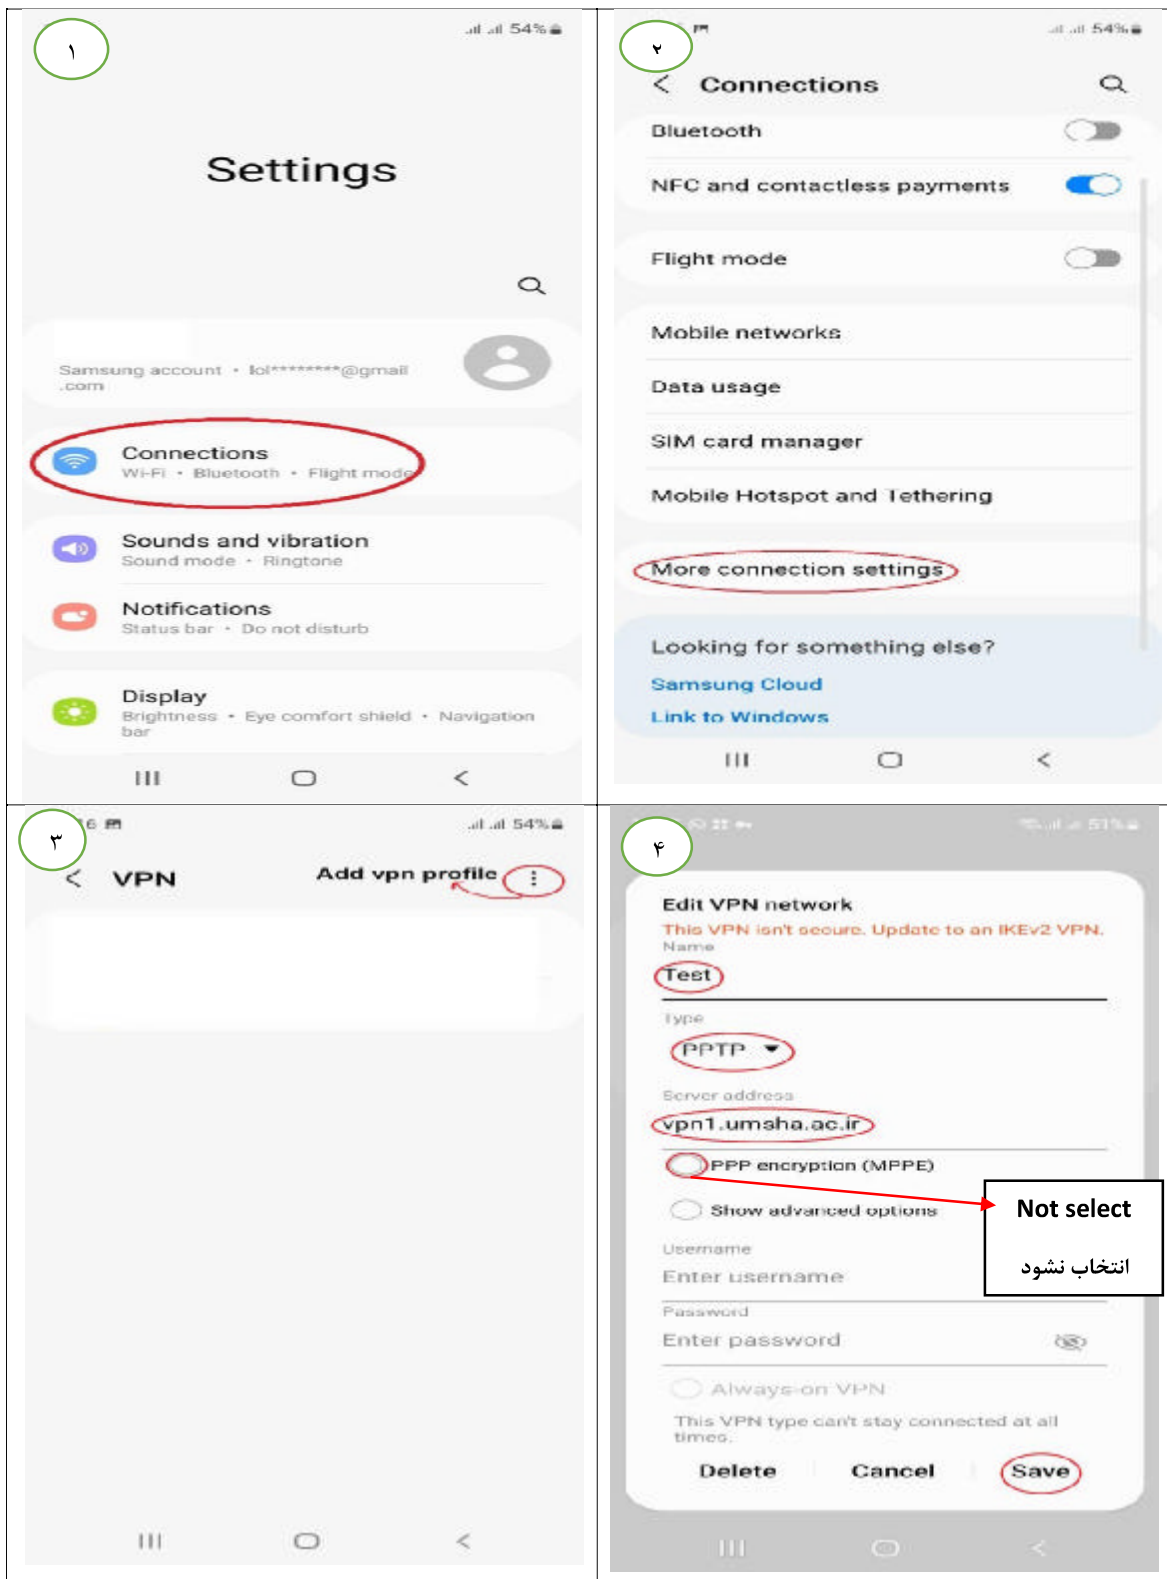 ۱
54%
Settings
Samsung account • lol********@gmail
.com
Connections
Wi-Fi • Bluetooth • Flight mode
Sounds and vibration
Sound mode • Ringtone
Notifications
Status bar • Do not disturb
Display
Brightness • Eye comfort shield • Navigation
bar
۲
54%
Connections
Bluetooth
NFC and contactless payments
Flight mode
Mobile networks
Data usage
SIM card manager
Mobile Hotspot and Tethering
More connection settings
Looking for something else?
Samsung Cloud
Link to Windows
۳
6
54%
VPN
Add vpn profile
۴
51%
Edit VPN network
This VPN isn't secure. Update to an IKEv2 VPN.
Name
Test
Type
PPTP
Server address
vpn1.umsha.ac.ir
PPP encryption (MPPE)
Show advanced options
Not select
انتخاب نشود
Username
Enter username
Password
Enter password
Always-on VPN
This VPN type can't stay connected at all
times.
Delete
Cancel
Save